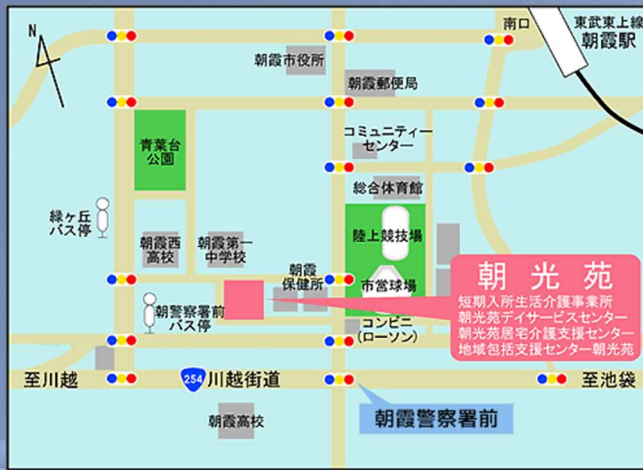 N
南口
東武東上線
朝霞駅
朝霞市役所
朝霞郵便局
青葉台
公園
コミュニティー
センター
総合体育館
緑ヶ丘
バス停
朝霞西
高校
朝霞第一
中学校
陸上競技場
朝霞
保健所
市営球場
朝光苑
短期入所生活介護事業所
朝光苑デイサービスセンター
朝光苑居宅介護支援センター
地域包括支援センター朝光苑
朝警察署前
バス停
コンビニ
(ローソン)
至川越
254
川越街道
至池袋
朝霞高校
朝霞警察署前